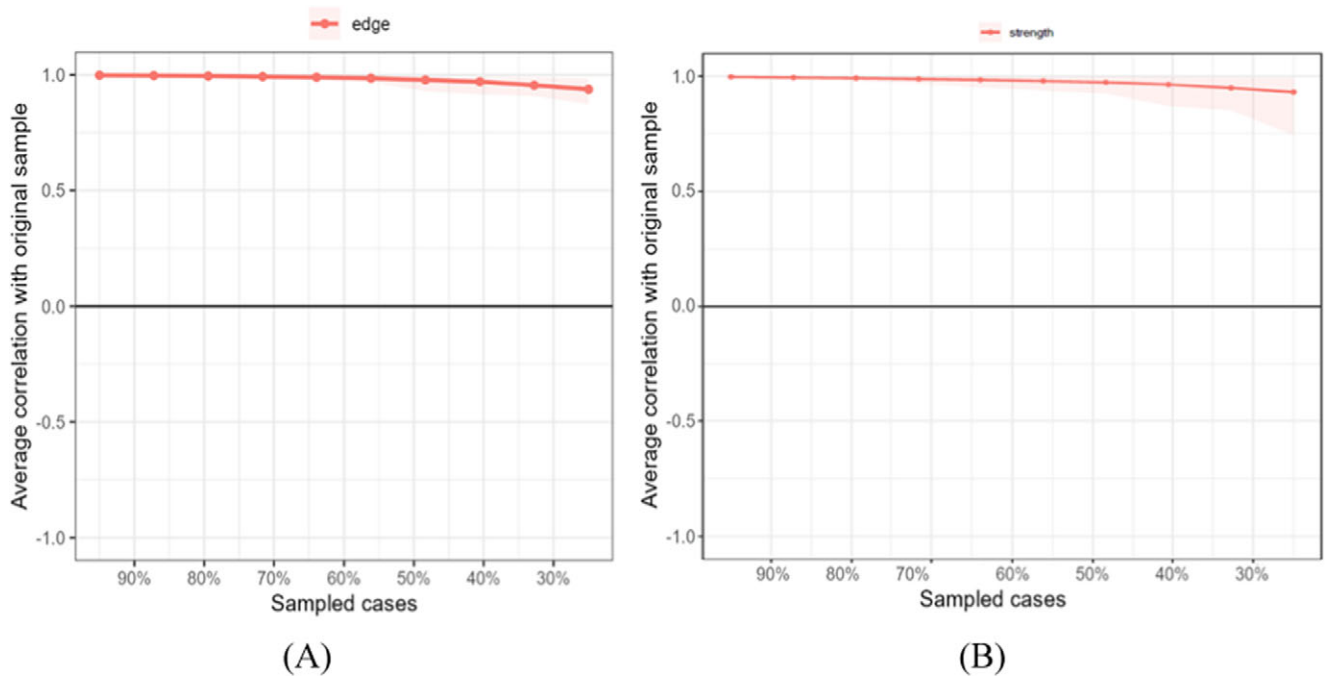 edge
Average correlation with original sample
1.0
0.5
0.0
-0.5
-1.0
90% 80% 70% 60% 50% 40% 30%
Sampled cases
(A)
strength
Average correlation with original sample
1.0
0.5
0.0
-0.5
-1.0
90% 80% 70% 60% 50% 40% 30%
Sampled cases
(B)